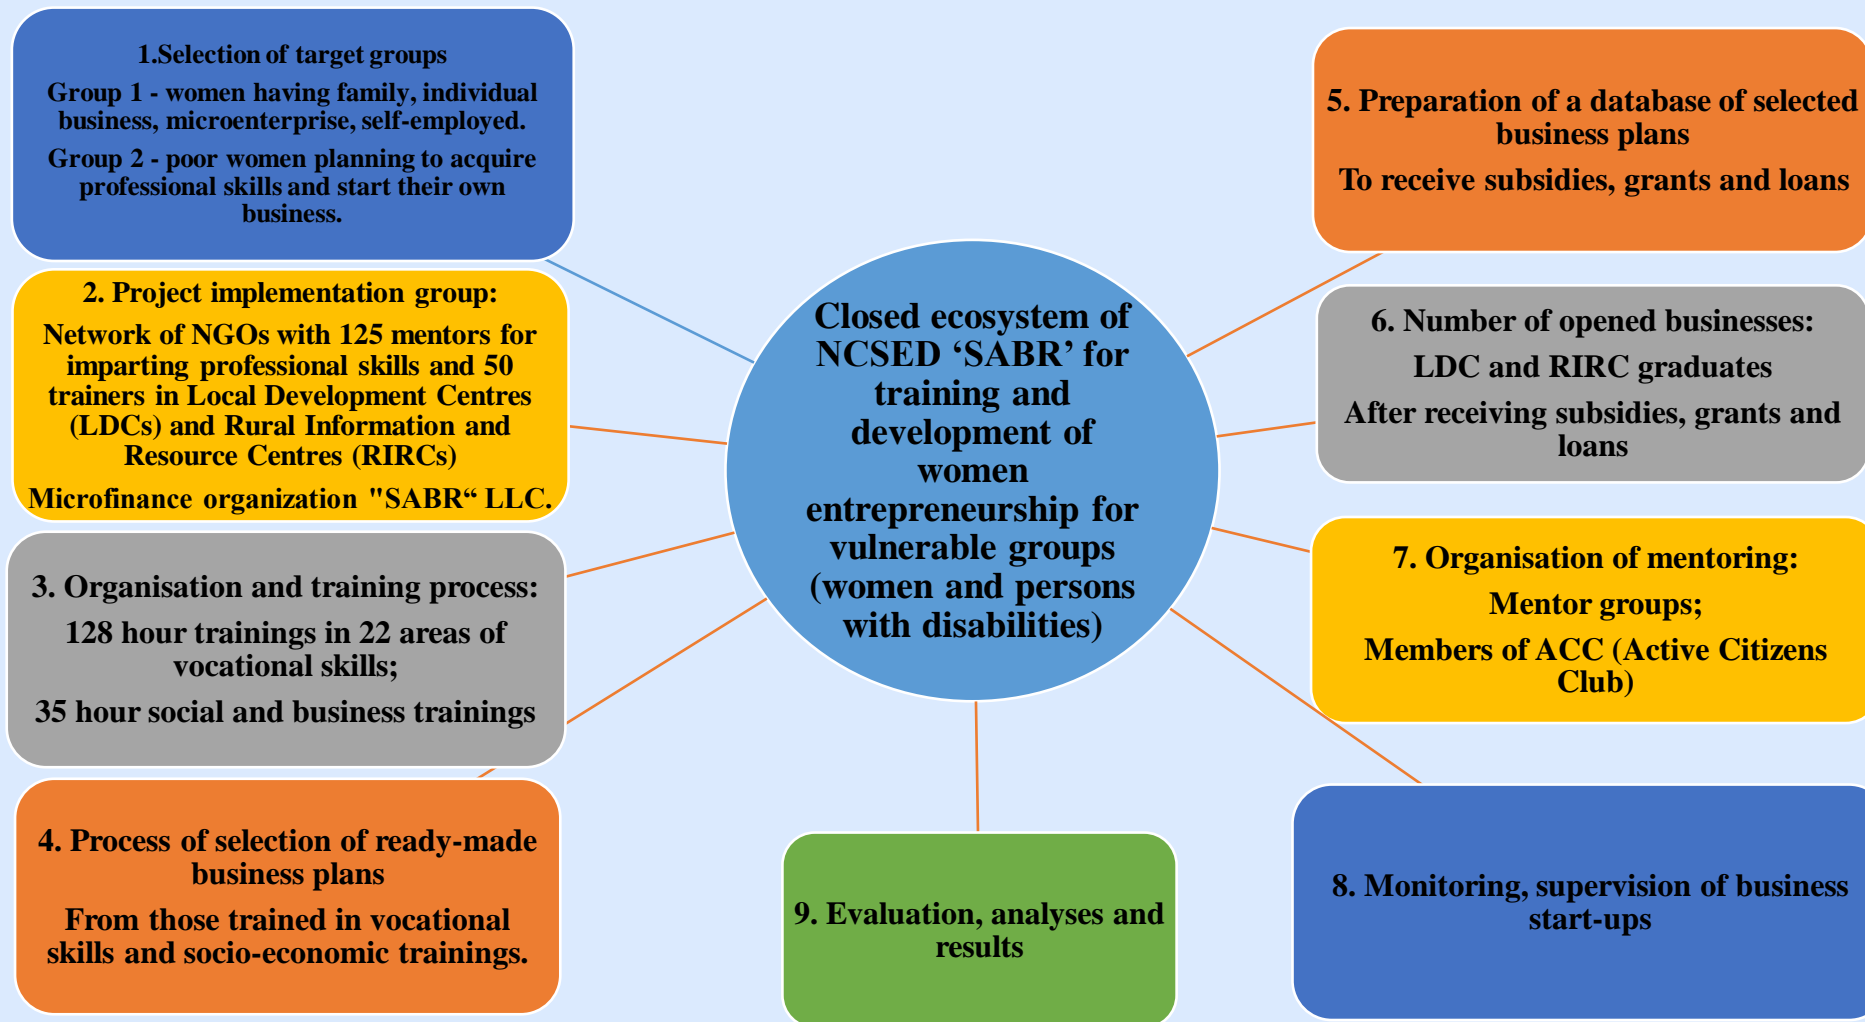 1.Selection of target groups
Group 1 - women having family, individual
business, microenterprise, self-employed.
Group 2 - poor women planning to acquire
professional skills and start their own
business.
2. Project implementation group:
Network of NGOs with 125 mentors for
imparting professional skills and 50
trainers in Local Development Centres
(LDCs) and Rural Information and
Resource Centres (RIRCs)
Microfinance organization "SABR“ LLC.
3. Organisation and training process:
128 hour trainings in 22 areas of
vocational skills;
35 hour social and business trainings
4. Process of selection of ready-made
business plans
From those trained in vocational
skills and socio-economic trainings.
Closed ecosystem of
NCSED ‘SABR’ for
training and
development of
women
entrepreneurship for
vulnerable groups
(women and persons
with disabilities)
5. Preparation of a database of selected
business plans
To receive subsidies, grants and loans
6. Number of opened businesses:
LDC and RIRC graduates
After receiving subsidies, grants and
loans
7. Organisation of mentoring:
Mentor groups;
Members of ACC (Active Citizens
Club)
8. Monitoring, supervision of business
start-ups
9. Evaluation, analyses and
results